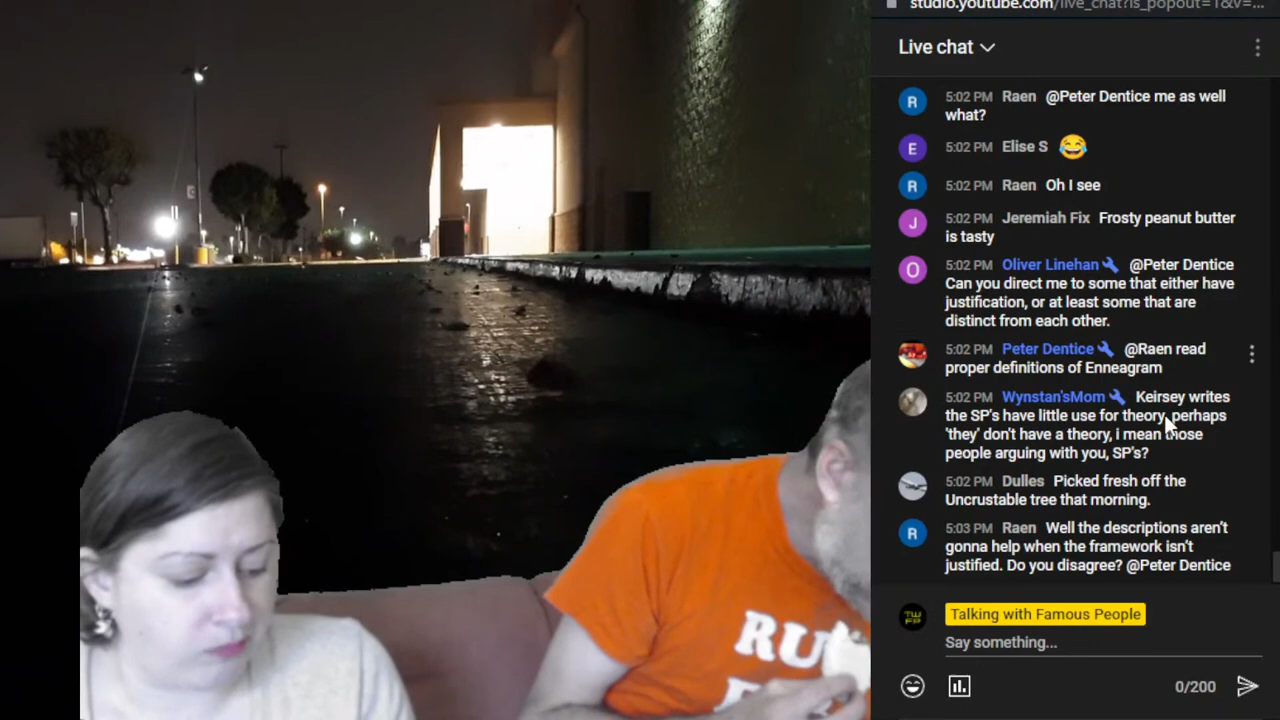 studio.youtube.com/live_chat?is_popout=1&v=...
Live chat
5:02 PM Raen @Peter Dentice me as well
what?
5:02 PM Elise S 😂
5:02 PM Raen Oh I see
5:02 PM Jeremiah Fix Frosty peanut butter
is tasty
5:02 PM Oliver Linehan @Peter Dentice
Can you direct me to some that either have
justification, or at least some that are
distinct from each other.
5:02 PM Peter Dentice @Raen read
proper definitions of Enneagram
5:02 PM Wynstan'sMom Keirsey writes
the SP's have little use for theory, perhaps
'they' don't have a theory, i mean those
people arguing with you, SP's?
5:02 PM Dulles Picked fresh off the
Uncrustable tree that morning.
5:03 PM Raen Well the descriptions aren't
gonna help when the framework isn't
justified. Do you disagree? @Peter Dentice
Talking with Famous People
Say something...
0/200
R
E
R
J
O
R
TW
FP
RU